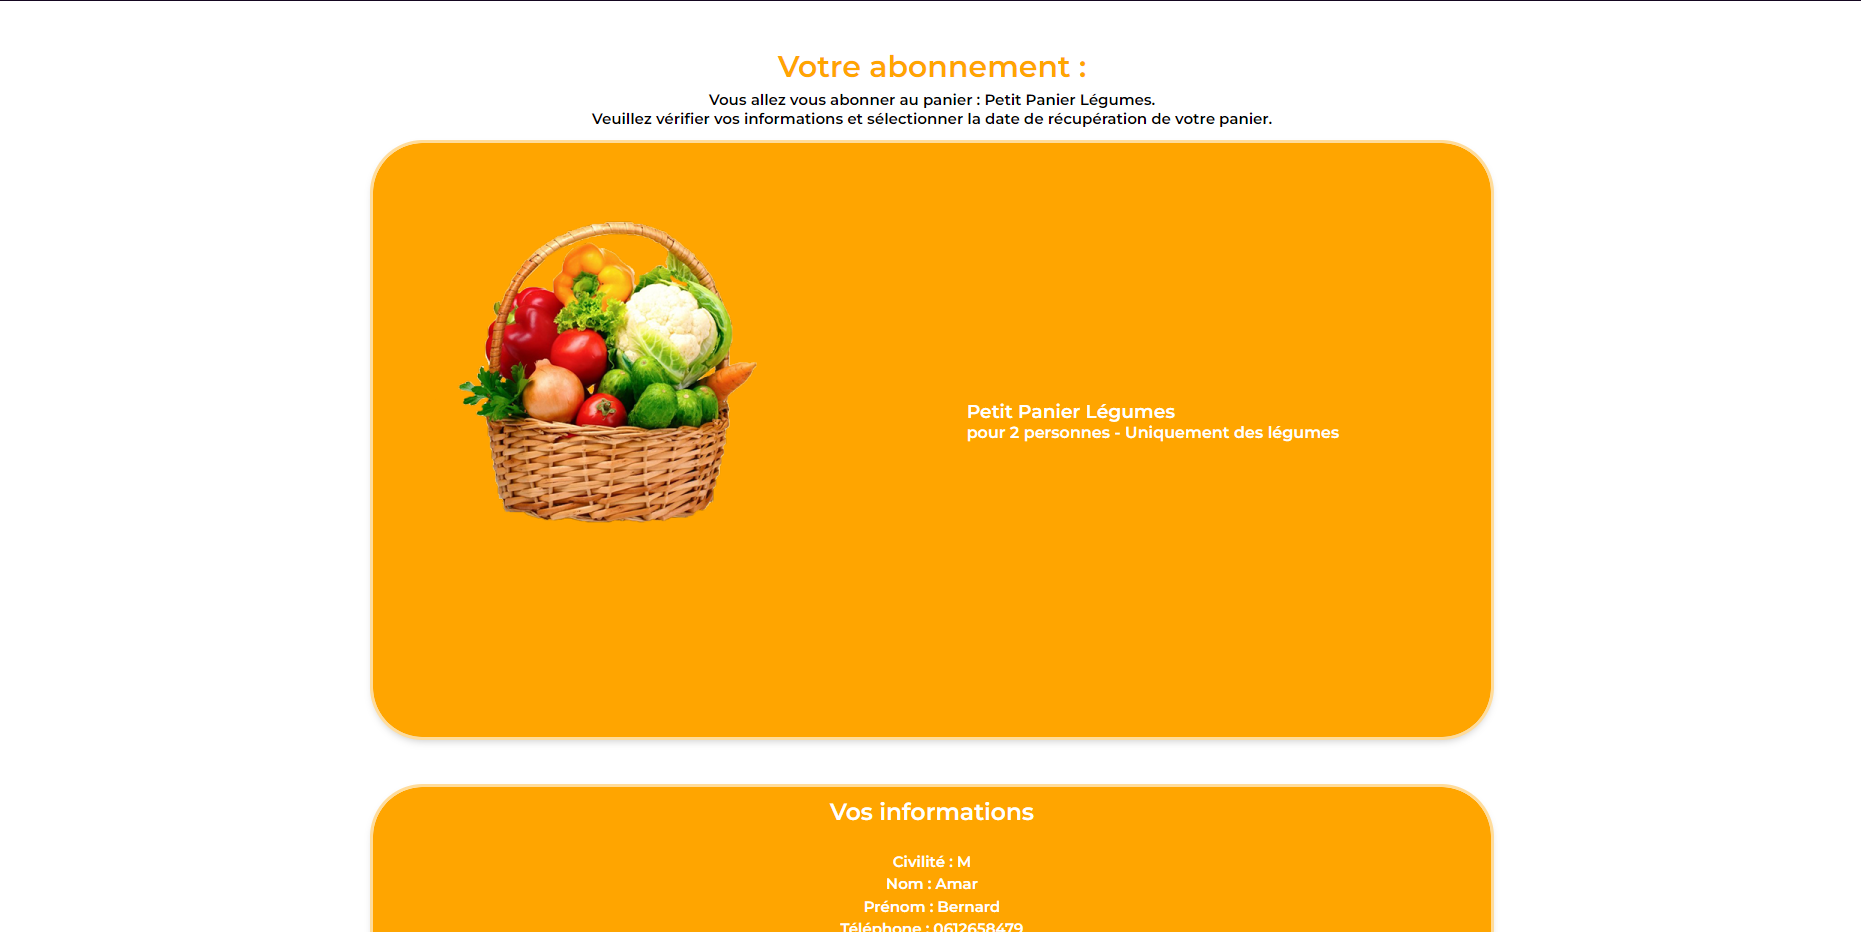 Votre abonnement :
Vous allez vous abonner au panier : Petit Panier Légumes.
Veuillez vérifier vos informations et sélectionner la date de récupération de votre panier.
Petit Panier Légumes
pour 2 personnes - Uniquement des légumes
Vos informations
Civilité : M
Nom : Amar
Prénom : Bernard
Téléphone : 0612658479